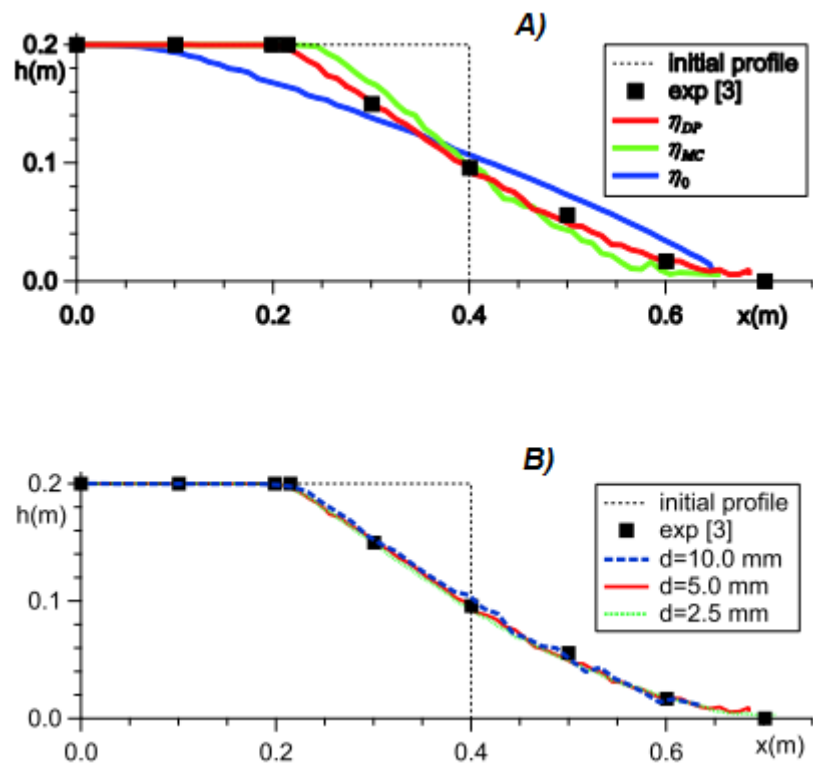 A)
0.2
h(m)
0.1
0.0
initial profile
exp [3]
η_DP
η_MC
η_0
0.0 0.2 0.4 0.6 x(m)
B)
0.2
h(m)
0.1
0.0
initial profile
exp [3]
d=10.0 mm
d=5.0 mm
d=2.5 mm
0.0 0.2 0.4 0.6 x(m)